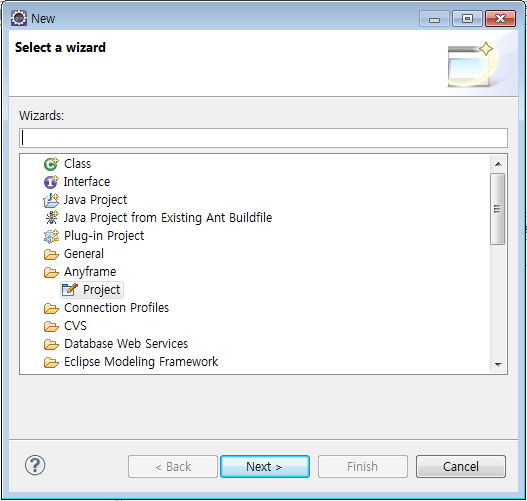 New
Select a wizard
Wizards:
Class
Interface
Java Project
Java Project from Existing Ant Buildfile
Plug-in Project
General
Anyframe
Project
Connection Profiles
CVS
Database Web Services
Eclipse Modeling Framework
? < Back Next > Finish Cancel